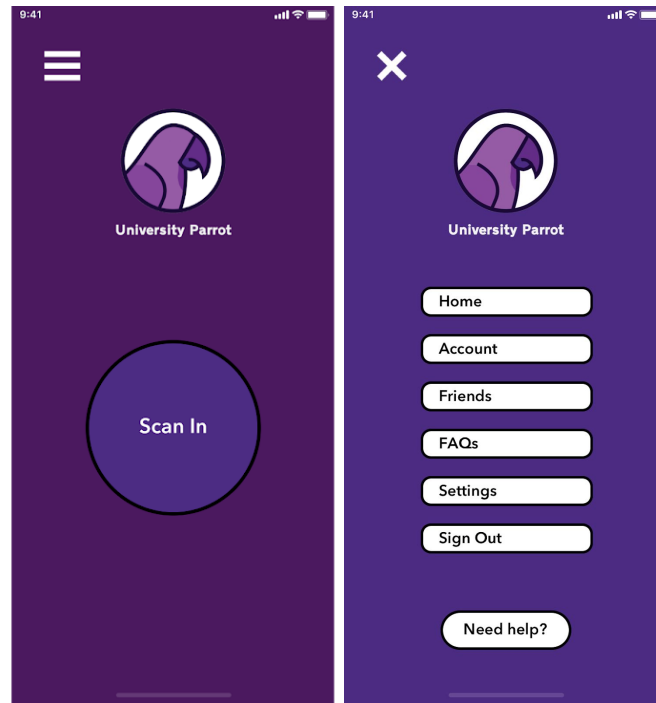 9:41
University Parrot
Scan In
9:41
University Parrot
Home
Account
Friends
FAQs
Settings
Sign Out
Need help?